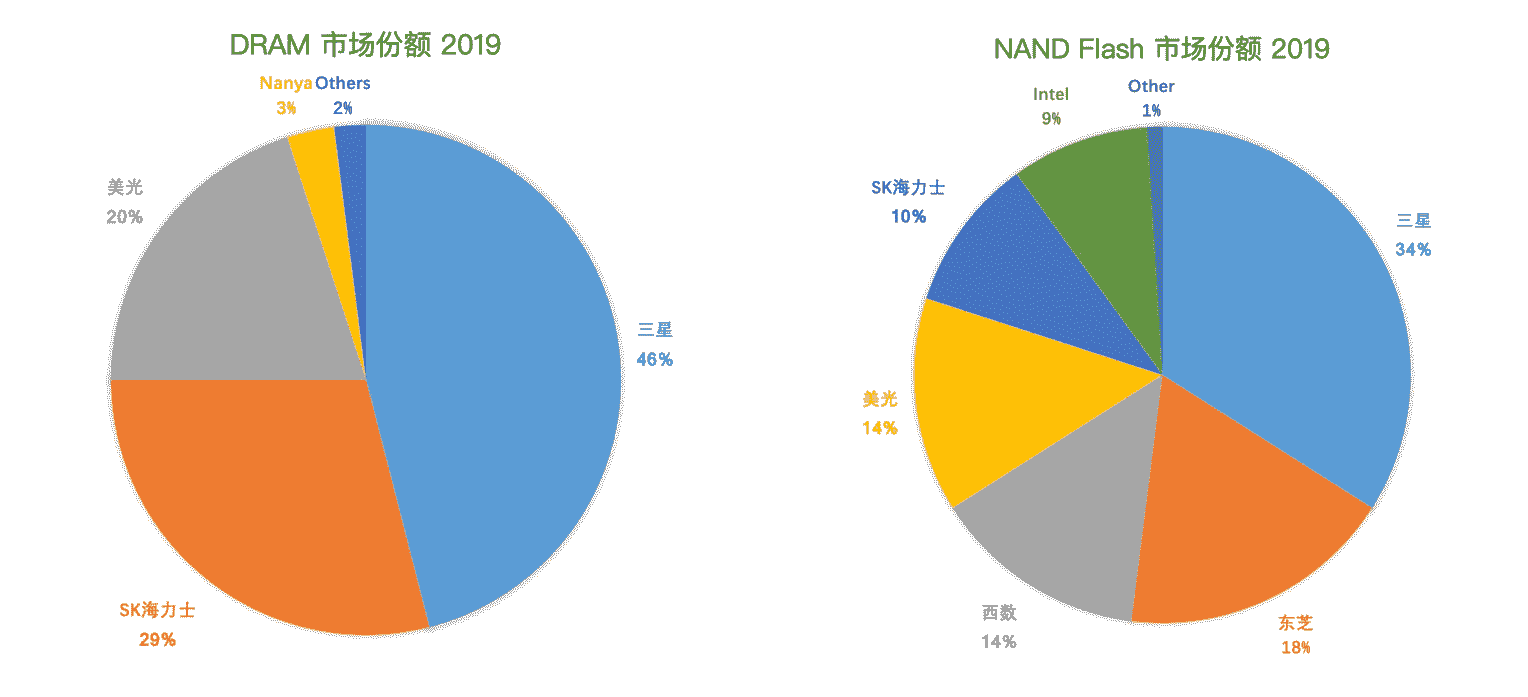 DRAM 市场份额 2019
Nanya
3%
Others
2%
美光
20%
三星
46%
SK海力士
29%
NAND Flash 市场份额 2019
Intel
9%
Other
1%
SK海力士
10%
三星
34%
美光
14%
西数
14%
东芝
18%